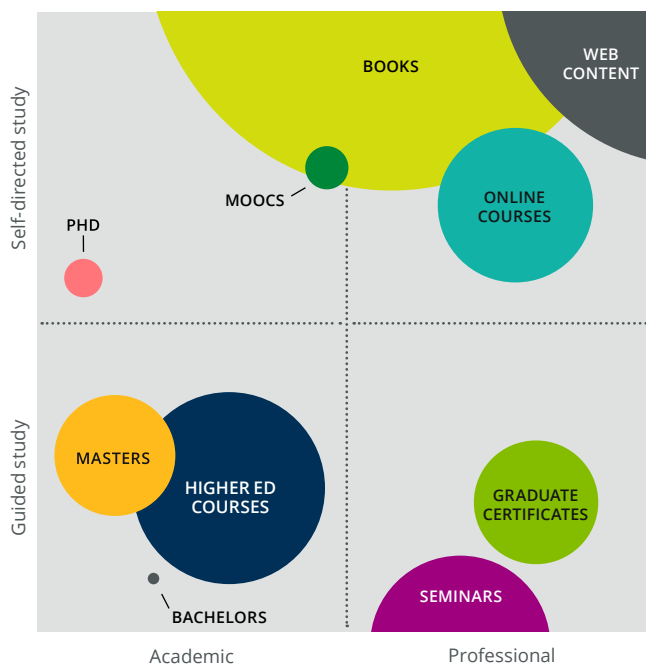 WEB
CONTENT
BOOKS
MOOCS
ONLINE
COURSES
PHD
Self-directed study
MASTERS
HIGHER ED
COURSES
GRADUATE
CERTIFICATES
Guided study
SEMINARS
BACHELORS
Academic
Professional